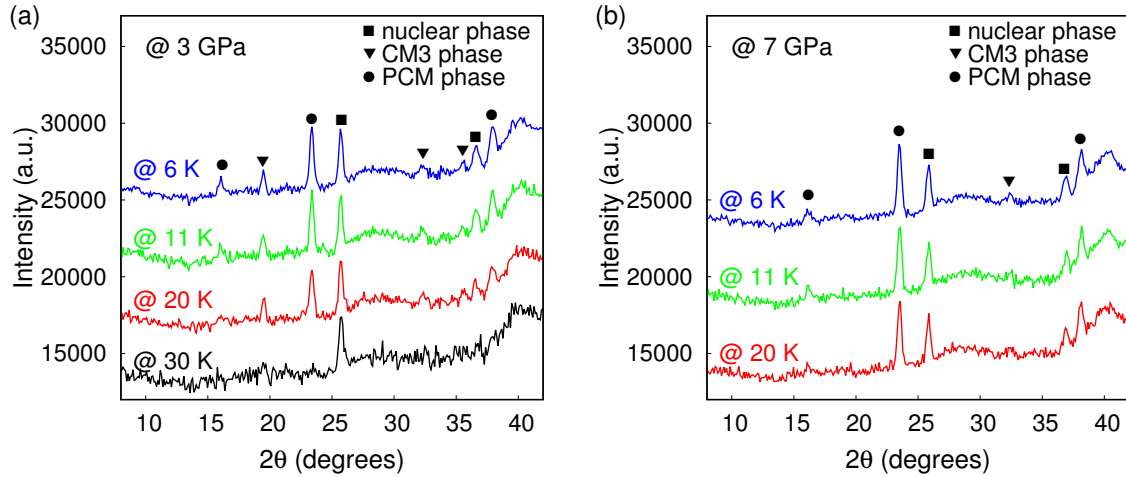 (a)
@ 3 GPa
nuclear phase
CM3 phase
PCM phase
@ 6 K
@ 11 K
@ 20 K
@ 30 K
35000
30000
25000
20000
15000
Intensity (a.u.)
10 15 20 25 30 35 40
2θ (degrees)
(b)
@ 7 GPa
nuclear phase
CM3 phase
PCM phase
@ 6 K
@ 11 K
@ 20 K
35000
30000
25000
20000
15000
Intensity (a.u.)
10 15 20 25 30 35 40
2θ (degrees)